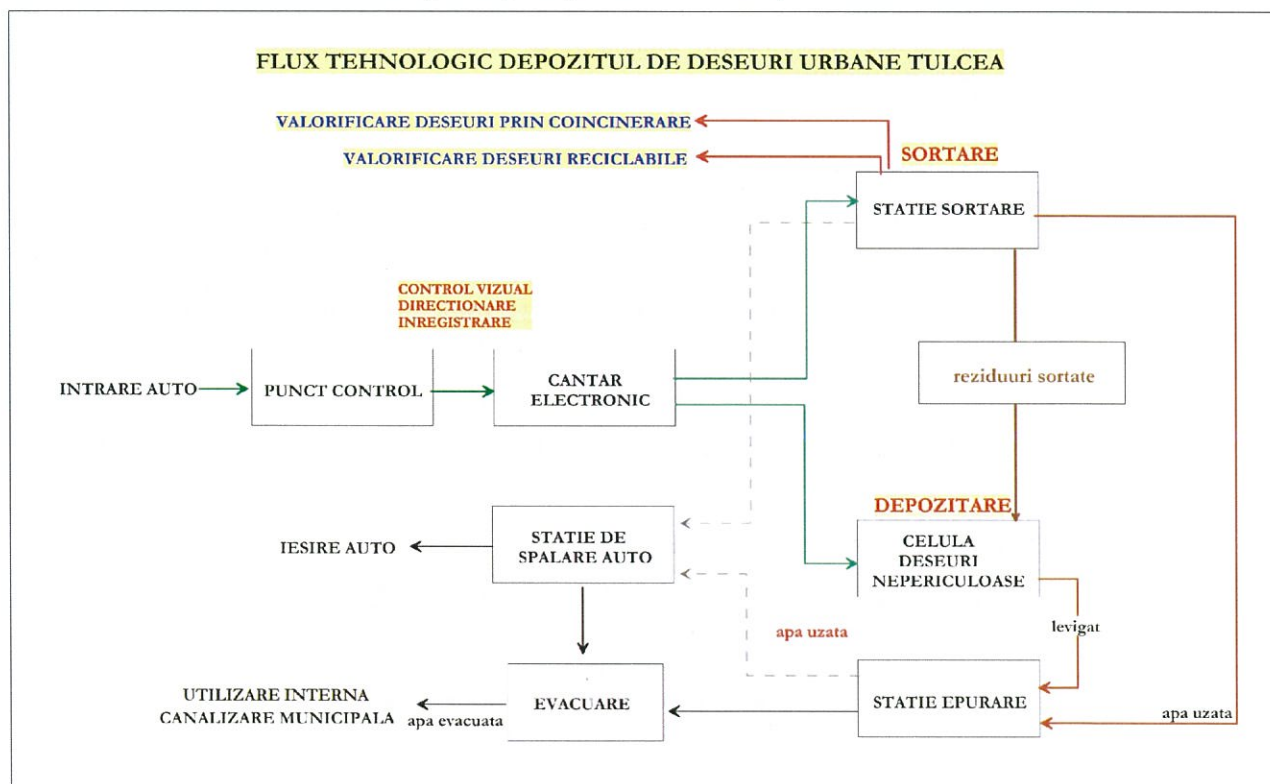 FLUX TEHNOLOGIC DEPOZITUL DE DESEURI URBANE TULCEA
VALORIFICARE DESEURI PRIN COINCINERARE
VALORIFICARE DESEURI RECICLABILE
SORTARE
STATIE SORTARE
CONTROL VIZUAL
DIRECTIONARE
INREGISTRARE
INTRARE AUTO
PUNCT CONTROL
CANTAR
ELECTRONIC
reziduuri sortate
DEPOZITARE
IESIRE AUTO
STATIE DE
SPALARE AUTO
CELULA
DESEURI
NEPERICULOASE
apa uzata
levigat
UTILIZARE INTERNA
CANALIZARE MUNICIPALA
apa evacuata
EVACUARE
STATIE EPURARE
apa uzata